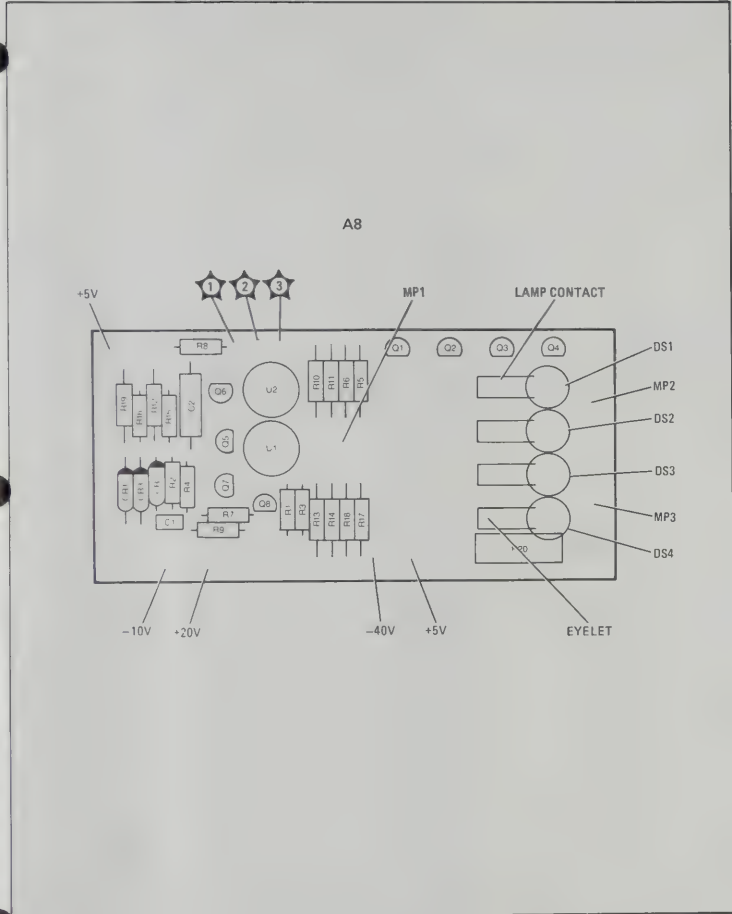 A8
1 2 3
+5V
MP1
LAMP CONTACT
R8
Q1 Q2 Q3 Q4
DS1
MP2
DS2
DS3
MP3
DS4
Q6
U2
R10 R11 R6 R5
Q5
U1
Q7
Q8
R2 R4
C1
R7
R9
R1 R3
R13 R14 R16 R17
-10V +20V
-40V +5V
EYELET